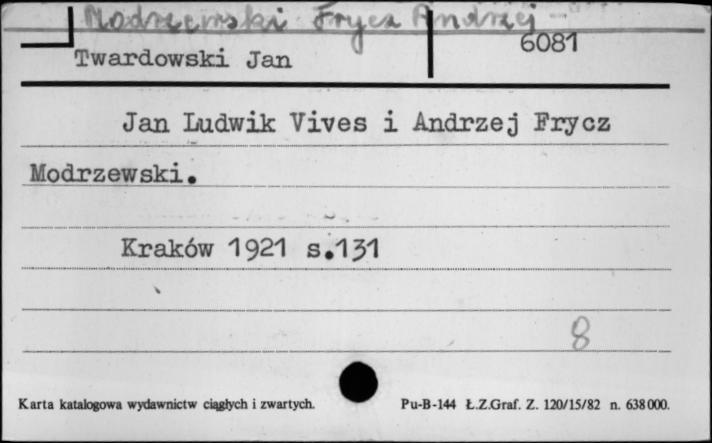 Modrzewski Frycz Andrzej
6081
Twardowski Jan
Jan Ludwik Vives i Andrzej Frycz
Modrzewski.
Kraków 1921 s.131
8
Karta katalogowa wydawnictw ciągłych i zwartych. Pu-B-144 Ł.Z.Graf. Z. 120/15/82 n. 638000.